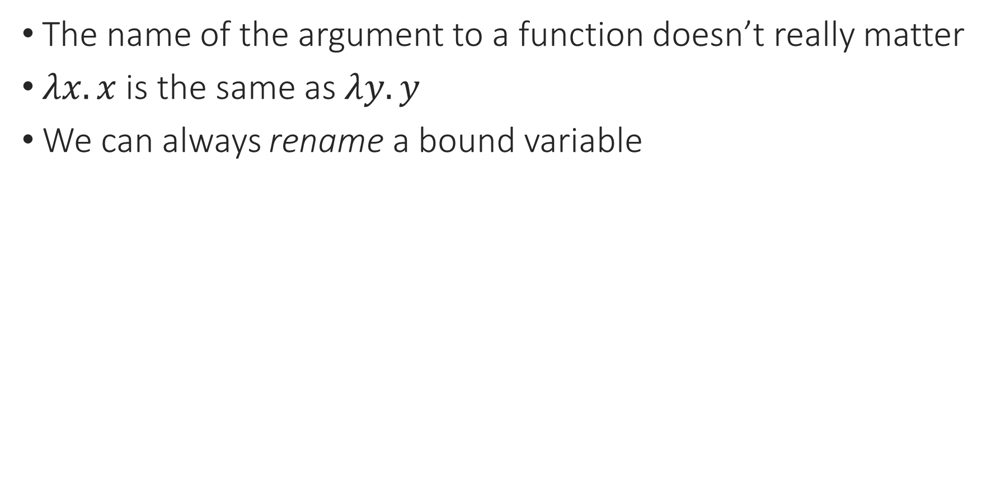 • The name of the argument to a function doesn’t really matter
• λx. x is the same as λy. y
• We can always rename a bound variable